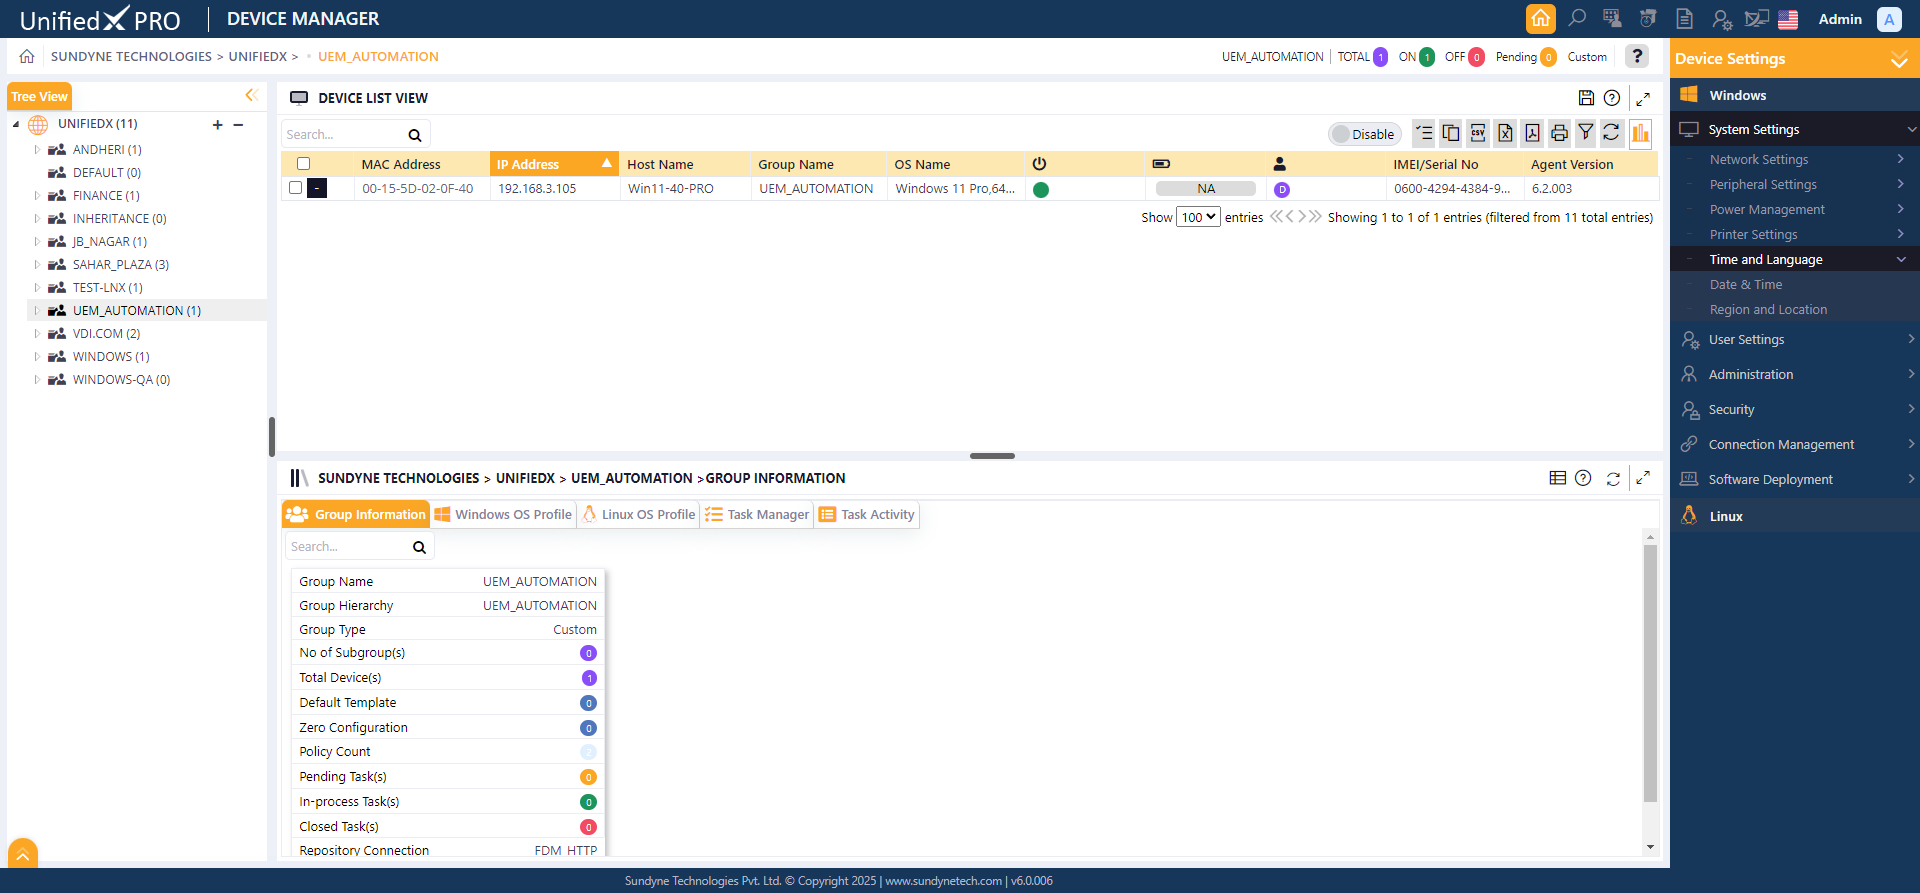 UnifiedX PRO
DEVICE MANAGER
Admin
A
SUNDYNE TECHNOLOGIES > UNIFIEDX > • UEM_AUTOMATION
UEM_AUTOMATION | TOTAL 1 ON 1 OFF 0 Pending 0 Custom
?
Tree View
UNIFIEDX (11)
ANDHERI (1)
DEFAULT (0)
FINANCE (1)
INHERITANCE (0)
JB_NAGAR (1)
SAHAR_PLAZA (3)
TEST-LNX (1)
UEM_AUTOMATION (1)
VDI.COM (2)
WINDOWS (1)
WINDOWS-QA (0)
DEVICE LIST VIEW
Search...
Disable
CSV
MAC Address IP Address Host Name Group Name OS Name IMEI/Serial No Agent Version
00-15-5D-02-0F-40 192.168.3.105 Win11-40-PRO UEM_AUTOMATION Windows 11 Pro,64... NA D 0600-4294-4384-9... 6.2.003
Show 100 entries Showing 1 to 1 of 1 entries (filtered from 11 total entries)
SUNDYNE TECHNOLOGIES > UNIFIEDX > UEM_AUTOMATION >GROUP INFORMATION
Group Information Windows OS Profile Linux OS Profile Task Manager Task Activity
Search...
Group Name UEM_AUTOMATION
Group Hierarchy UEM_AUTOMATION
Group Type Custom
No of Subgroup(s) 0
Total Device(s) 1
Default Template 0
Zero Configuration 0
Policy Count
Pending Task(s) 0
In-process Task(s) 0
Closed Task(s) 0
Repository Connection FDM_HTTP
Device Settings
Windows
System Settings
Network Settings
Peripheral Settings
Power Management
Printer Settings
Time and Language
Date & Time
Region and Location
User Settings
Administration
Security
Connection Management
Software Deployment
Linux
Sundyne Technologies Pvt. Ltd. © Copyright 2025 | www.sundynetech.com | v6.0.006